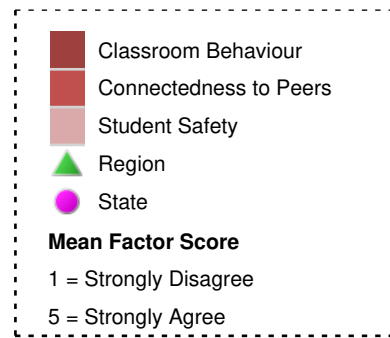 Classroom Behaviour
Connectedness to Peers
Student Safety
Region
State
Mean Factor Score
1 = Strongly Disagree
5 = Strongly Agree